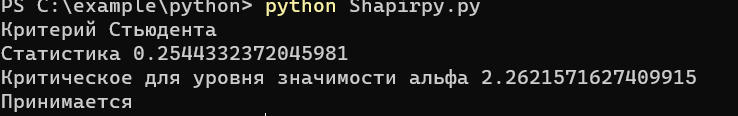 PS C:\example\python> python Shapirpy.py
Критерий Стьюдента
Статистика 0.2544332372045981
Критическое для уровня значимости альфа 2.2621571627409915
Принимается